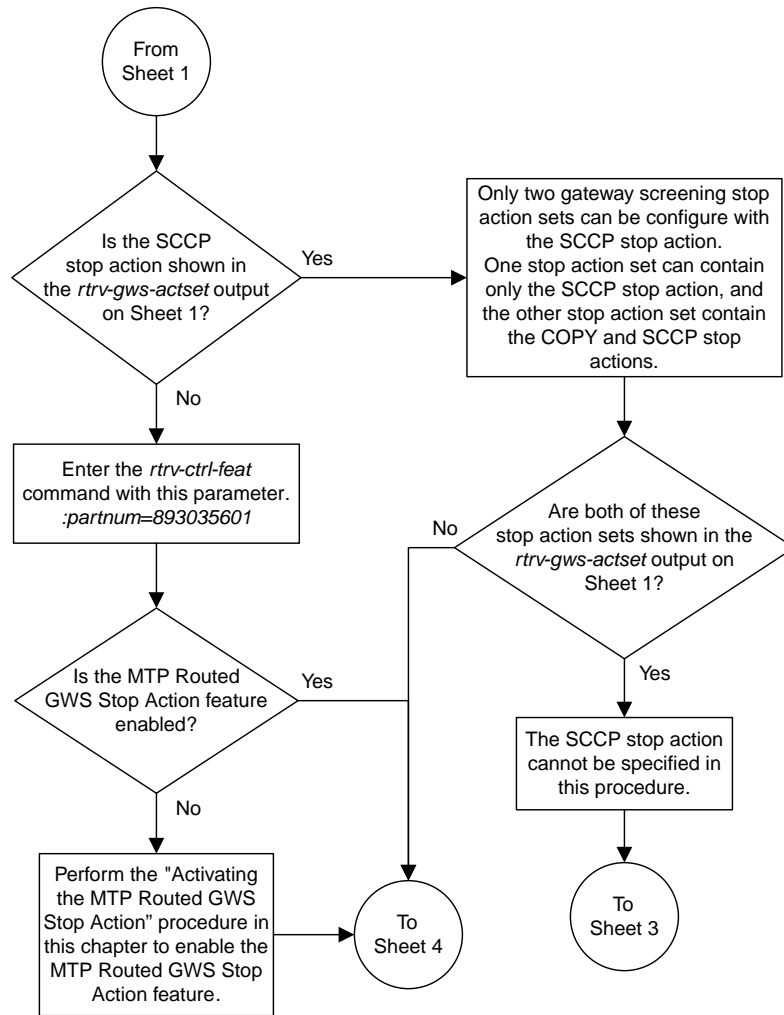 From
Sheet 1
Is the SCCP
stop action shown in
the rtrv-gws-actset output
on Sheet 1?
Yes
Only two gateway screening stop
action sets can be configure with
the SCCP stop action.
One stop action set can contain
only the SCCP stop action, and
the other stop action set contain
the COPY and SCCP stop
actions.
No
Enter the rtrv-ctrl-feat
command with this parameter.
:partnum=893035601
No
Are both of these
stop action sets shown in the
rtrv-gws-actset output on
Sheet 1?
Is the MTP Routed
GWS Stop Action feature
enabled?
Yes
Yes
The SCCP stop action
cannot be specified in
this procedure.
No
Perform the "Activating
the MTP Routed GWS
Stop Action” procedure in
this chapter to enable the
MTP Routed GWS Stop
Action feature.
To
Sheet 4
To
Sheet 3